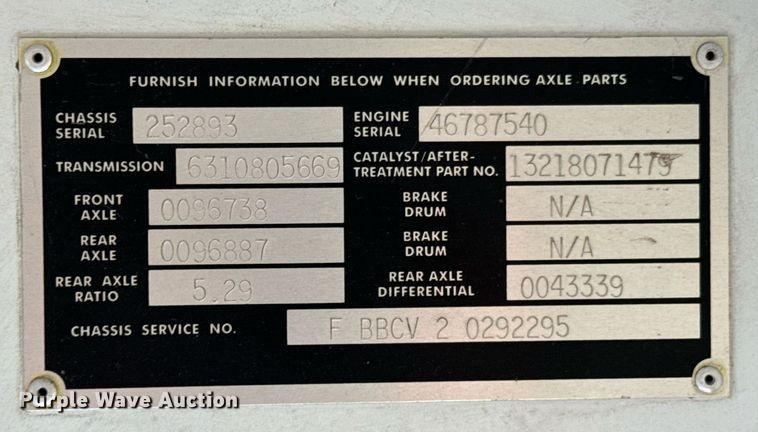 FURNISH INFORMATION BELOW WHEN ORDERING AXLE PARTS
CHASSIS SERIAL 252893 ENGINE SERIAL 46787540
TRANSMISSION 6310805669 CATALYST/AFTER-TREATMENT PART NO. 13218071479
FRONT AXLE 0096738 BRAKE DRUM N/A
REAR AXLE 0096887 BRAKE DRUM N/A
REAR AXLE RATIO 5.29 REAR AXLE DIFFERENTIAL 0043339
CHASSIS SERVICE NO. F BBCV 2 0292295
Purple Wave Auction